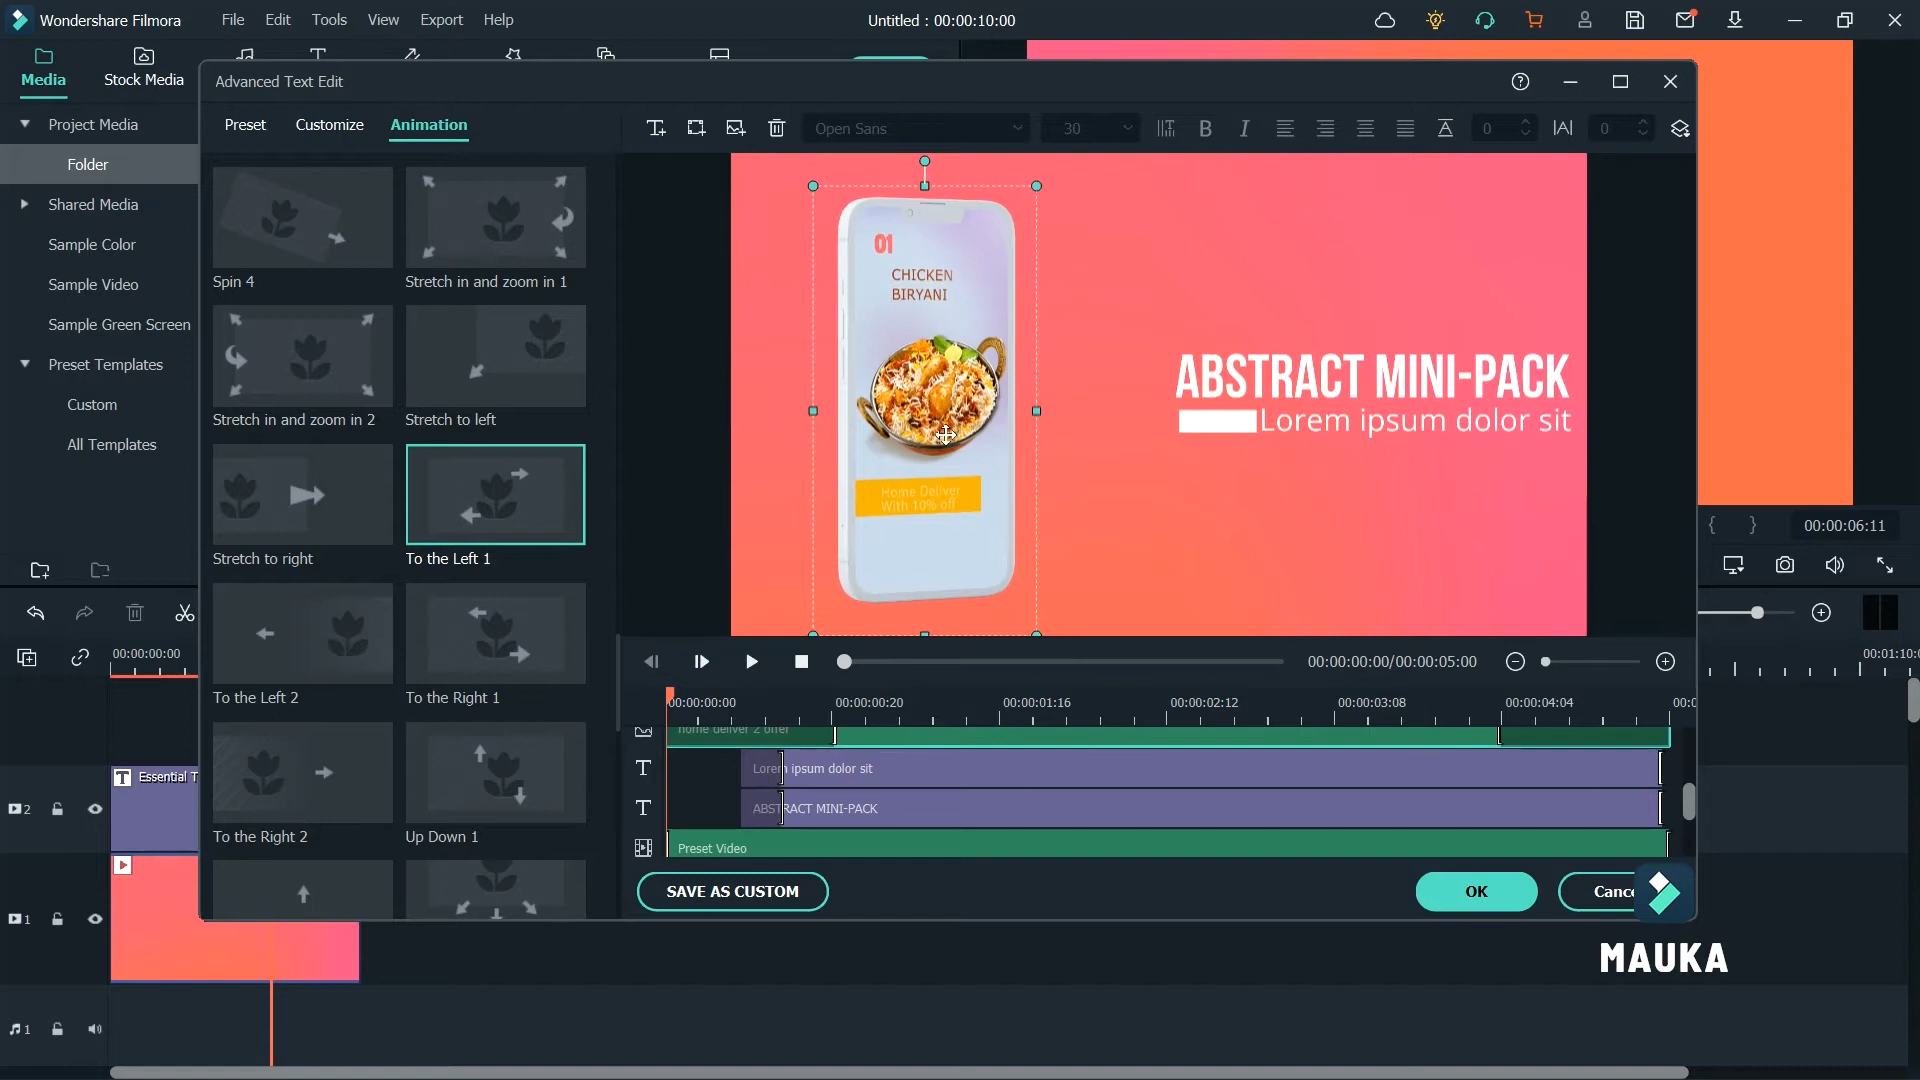 Wondershare Filmora
File Edit Tools View Export Help
Untitled : 00:00:10:00
Media
Stock Media
Project Media
Folder
Shared Media
Sample Color
Sample Video
Sample Green Screen
Preset Templates
Custom
All Templates
Advanced Text Edit
Preset Customize Animation
Open Sans 30 B I A 0 A 0
Spin 4
Stretch in and zoom in 1
Stretch in and zoom in 2
Stretch to left
Stretch to right
To the Left 1
To the Left 2
To the Right 1
To the Right 2
Up Down 1
01
CHICKEN
BIRYANI
Home Deliver
With 10% off
ABSTRACT MINI-PACK
Lorem ipsum dolor sit
00:00:06:11
00:00:00:00/00:00:05:00
00:00:00:00 00:00:00:20 00:00:01:16 00:00:02:12 00:00:03:08 00:00:04:04 00:0
home deliver 2 offer
Lorem ipsum dolor sit
ABSTRACT MINI-PACK
Preset Video
SAVE AS CUSTOM
OK
Cance
00:00:00:00
00:01:10:0
Essential T
2
1
1
MAUKA